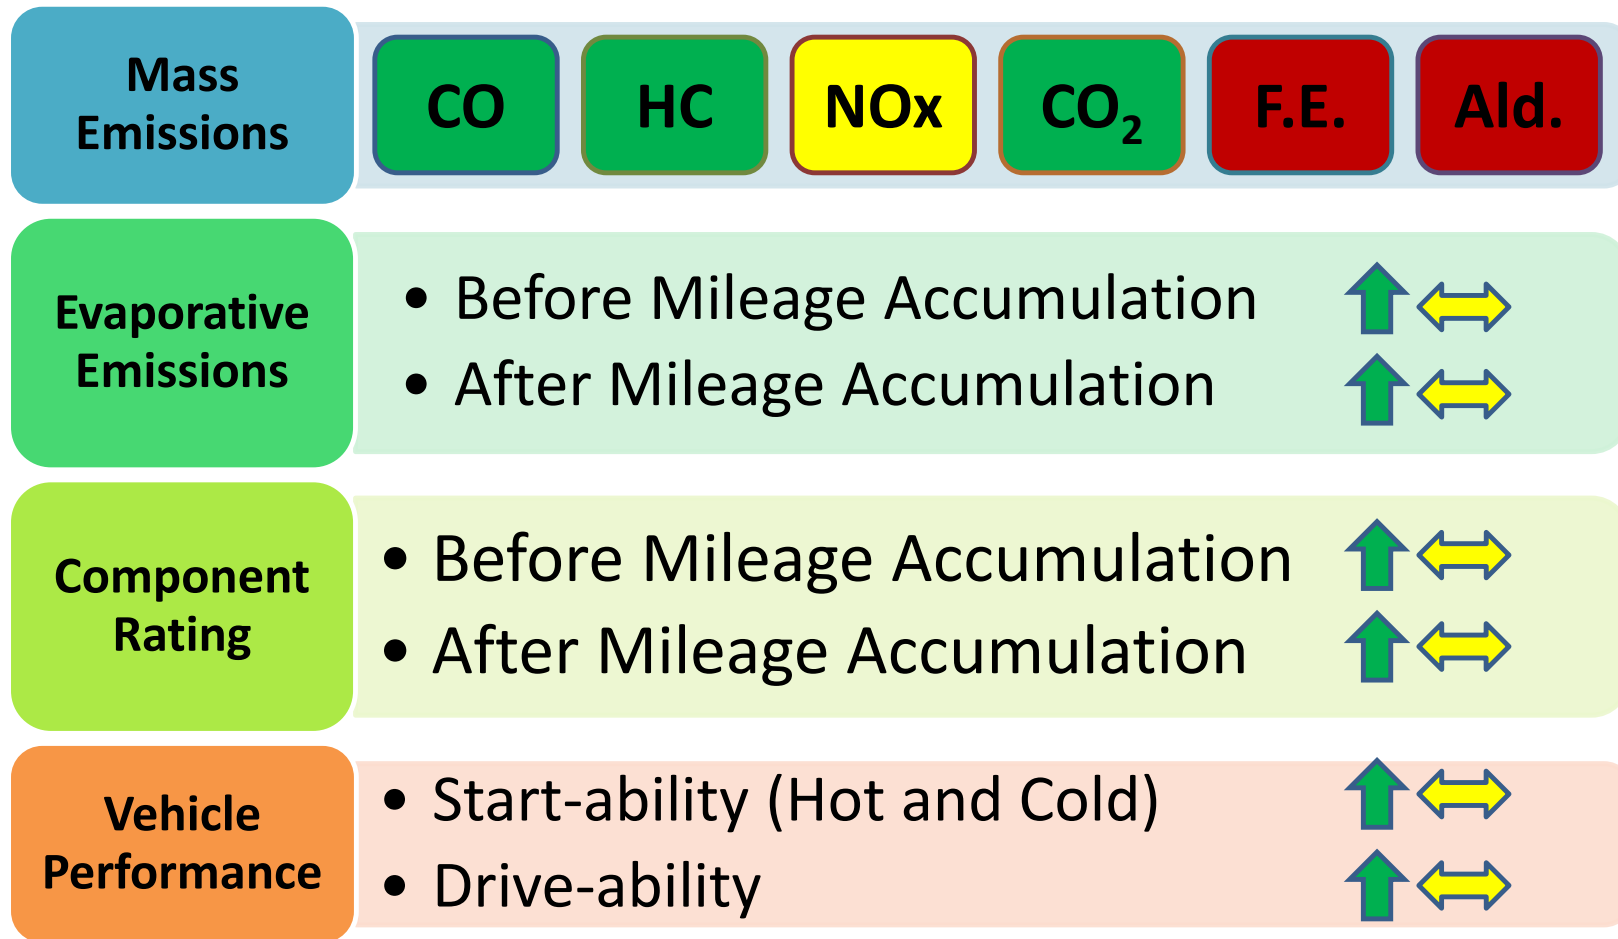 Mass
Emissions
CO
HC
NOx
CO₂
F.E.
Ald.
Evaporative
Emissions
• Before Mileage Accumulation
• After Mileage Accumulation
Component
Rating
• Before Mileage Accumulation
• After Mileage Accumulation
Vehicle
Performance
• Start-ability (Hot and Cold)
• Drive-ability